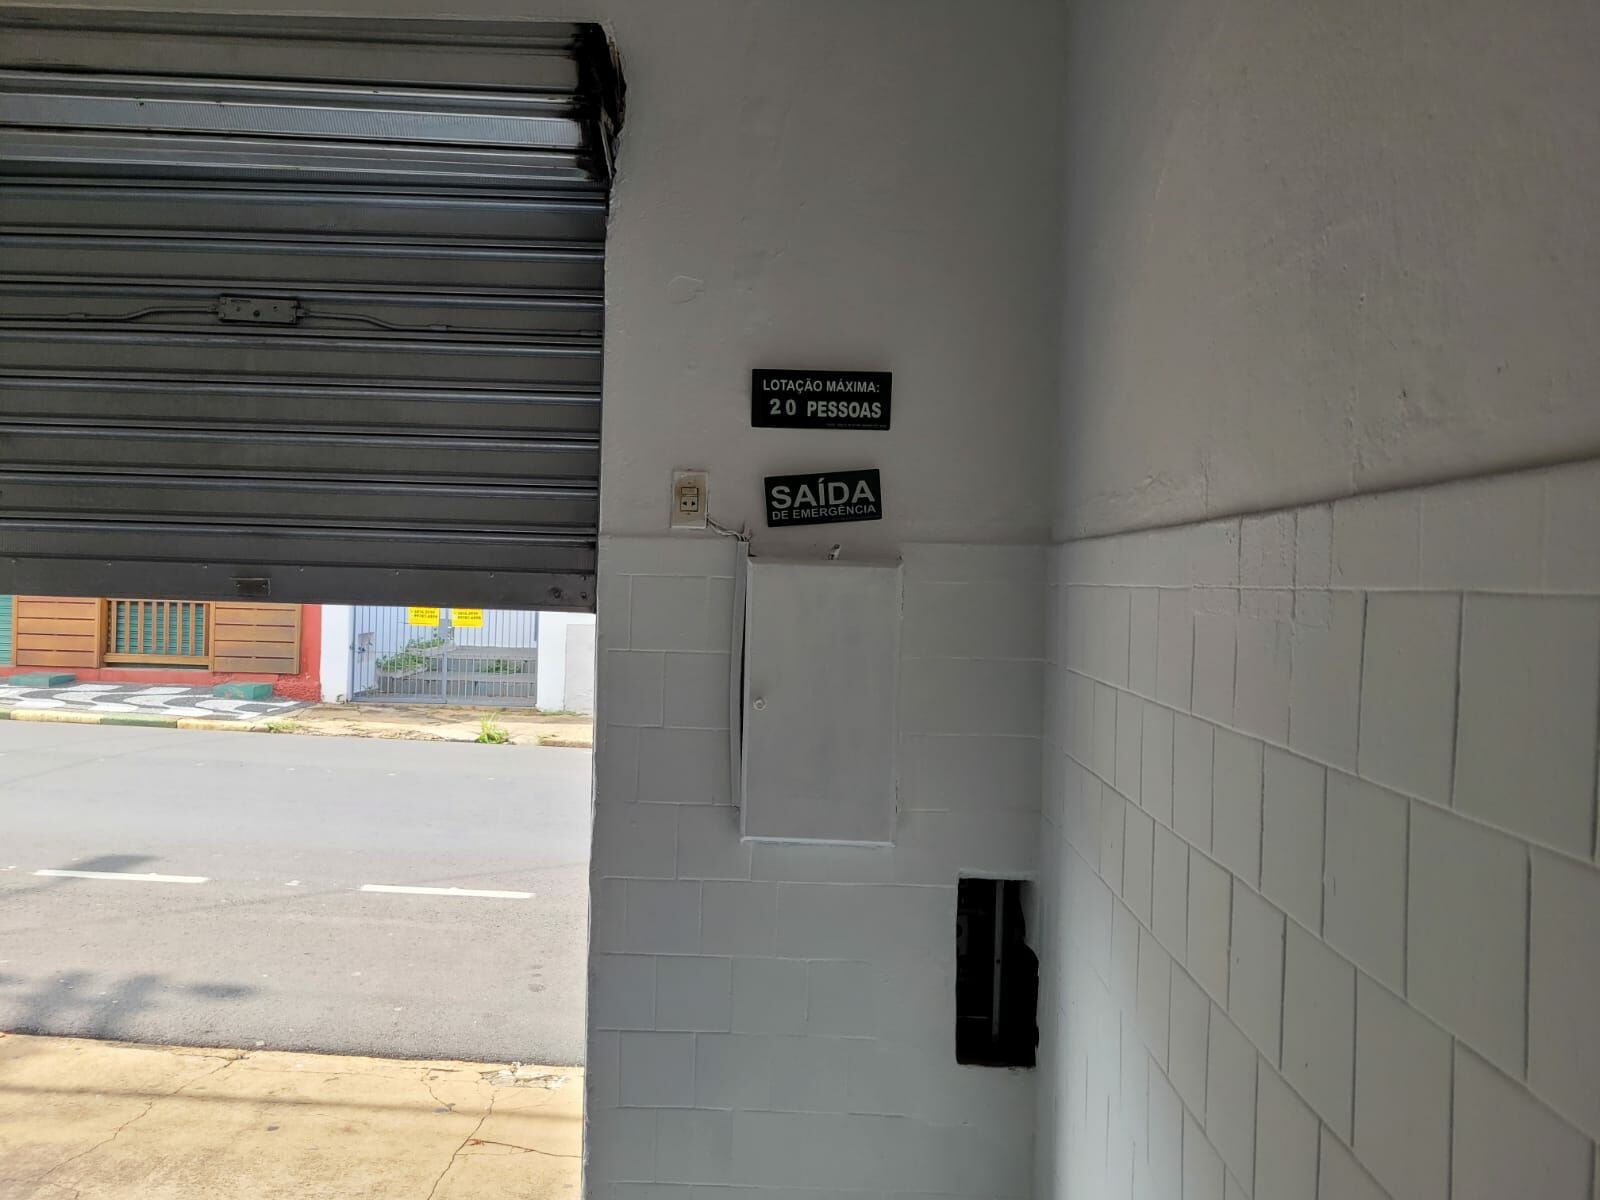 LOTAÇÃO MÁXIMA:
20 PESSOAS
SAÍDA
DE EMERGÊNCIA